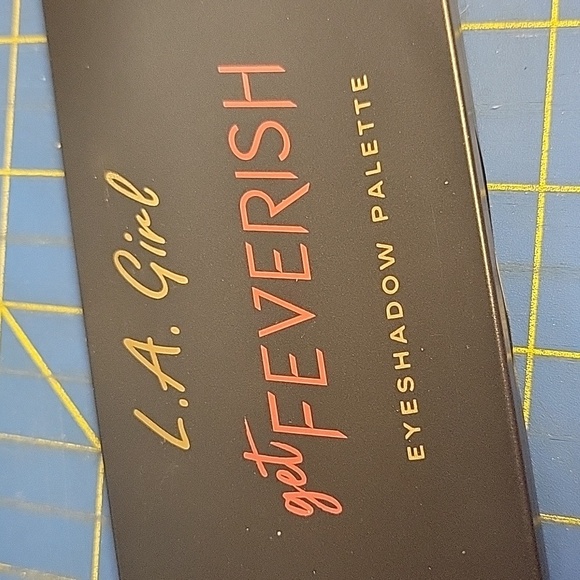 L.A. Girl
get FEVERISH
EYESHADOW PALETTE